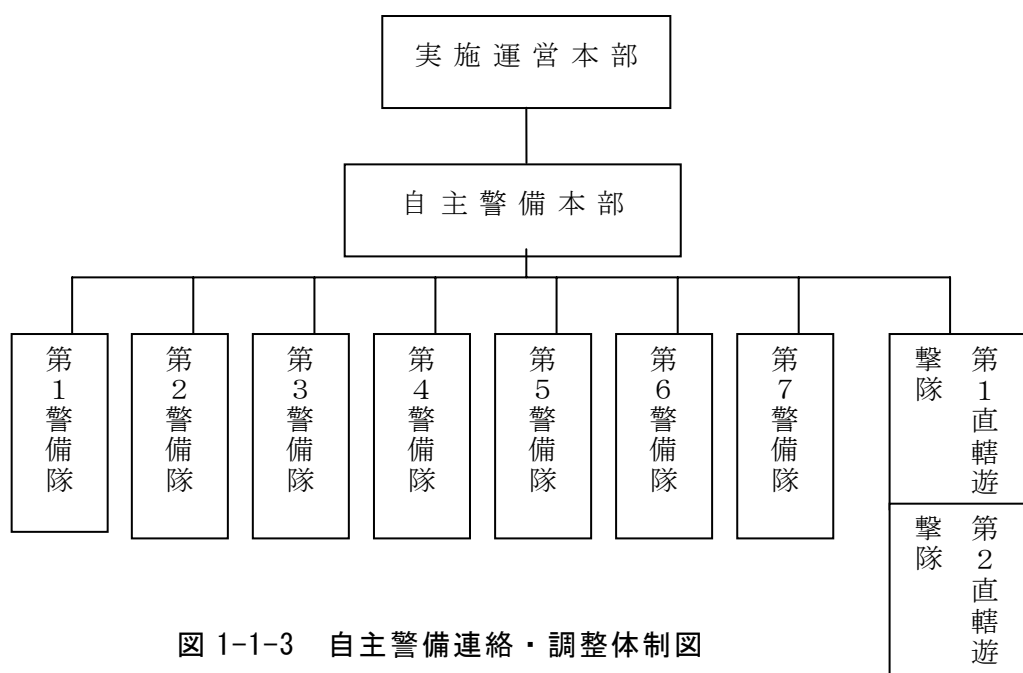 実施運営本部
自主警備本部
第１警備隊
第２警備隊
第３警備隊
第４警備隊
第５警備隊
第６警備隊
第７警備隊
第１直轄遊
撃隊
第２直轄遊
撃隊
図 1-1-3　自主警備連絡・調整体制図